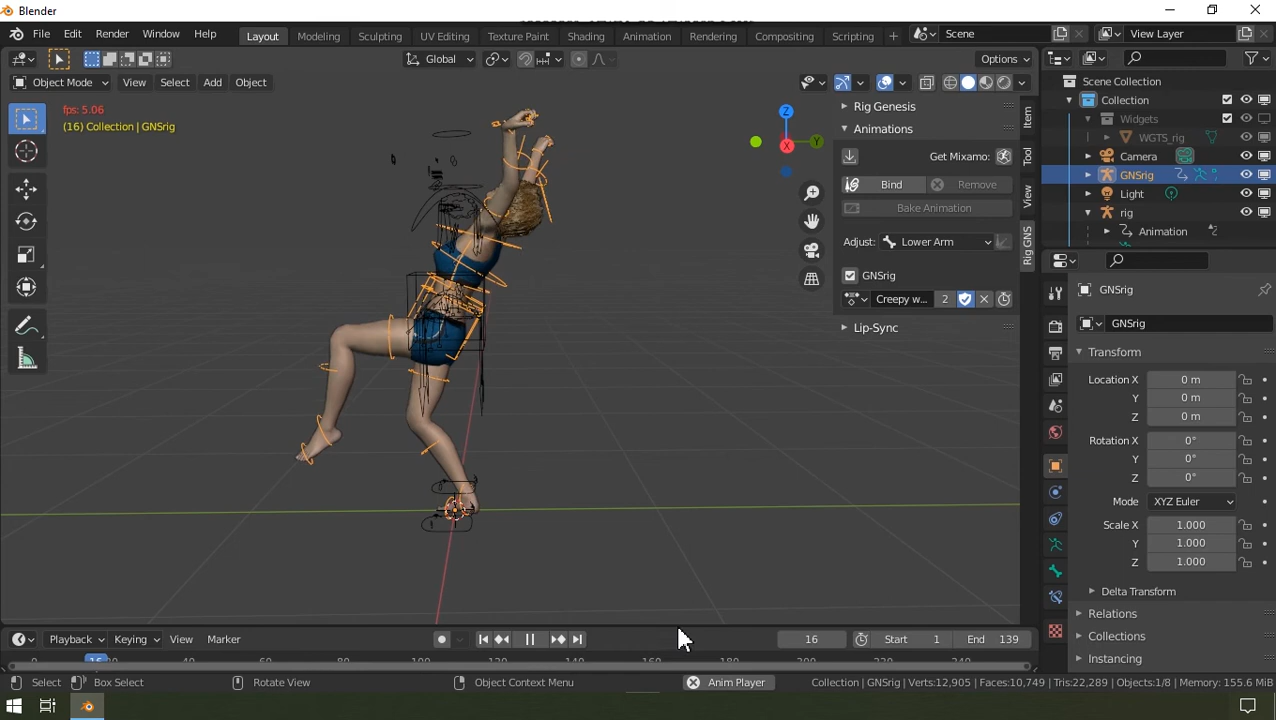 Blender
File Edit Render Window Help Layout Modeling Sculpting UV Editing Texture Paint Shading Animation Rendering Compositing Scripting + Scene View Layer
Global Options
Object Mode View Select Add Object
fps: 5.06
(16) Collection | GNSrig
Z
Y
X
Rig Genesis
Animations
Get Mixamo:
Bind Remove
Bake Animation
Adjust: Lower Arm
GNSrig
Creepy w... 2
Lip-Sync
Item
Tool
View
Rig GNS
Scene Collection
Collection
Widgets
WGTS_rig
Camera
GNSrig
Light
rig
Animation
GNSrig
GNSrig
Transform
Location X 0 m
Y 0 m
Z 0 m
Rotation X 0°
Y 0°
Z 0°
Mode XYZ Euler
Scale X 1.000
Y 1.000
Z 1.000
Delta Transform
Relations
Collections
Instancing
Playback Keying View Marker 16 Start 1 End 139
Select Box Select Rotate View Object Context Menu Anim Player Collection | GNSrig | Verts:12,905 | Faces:10,749 | Tris:22,289 | Objects:1/8 | Memory: 155.6 MiB